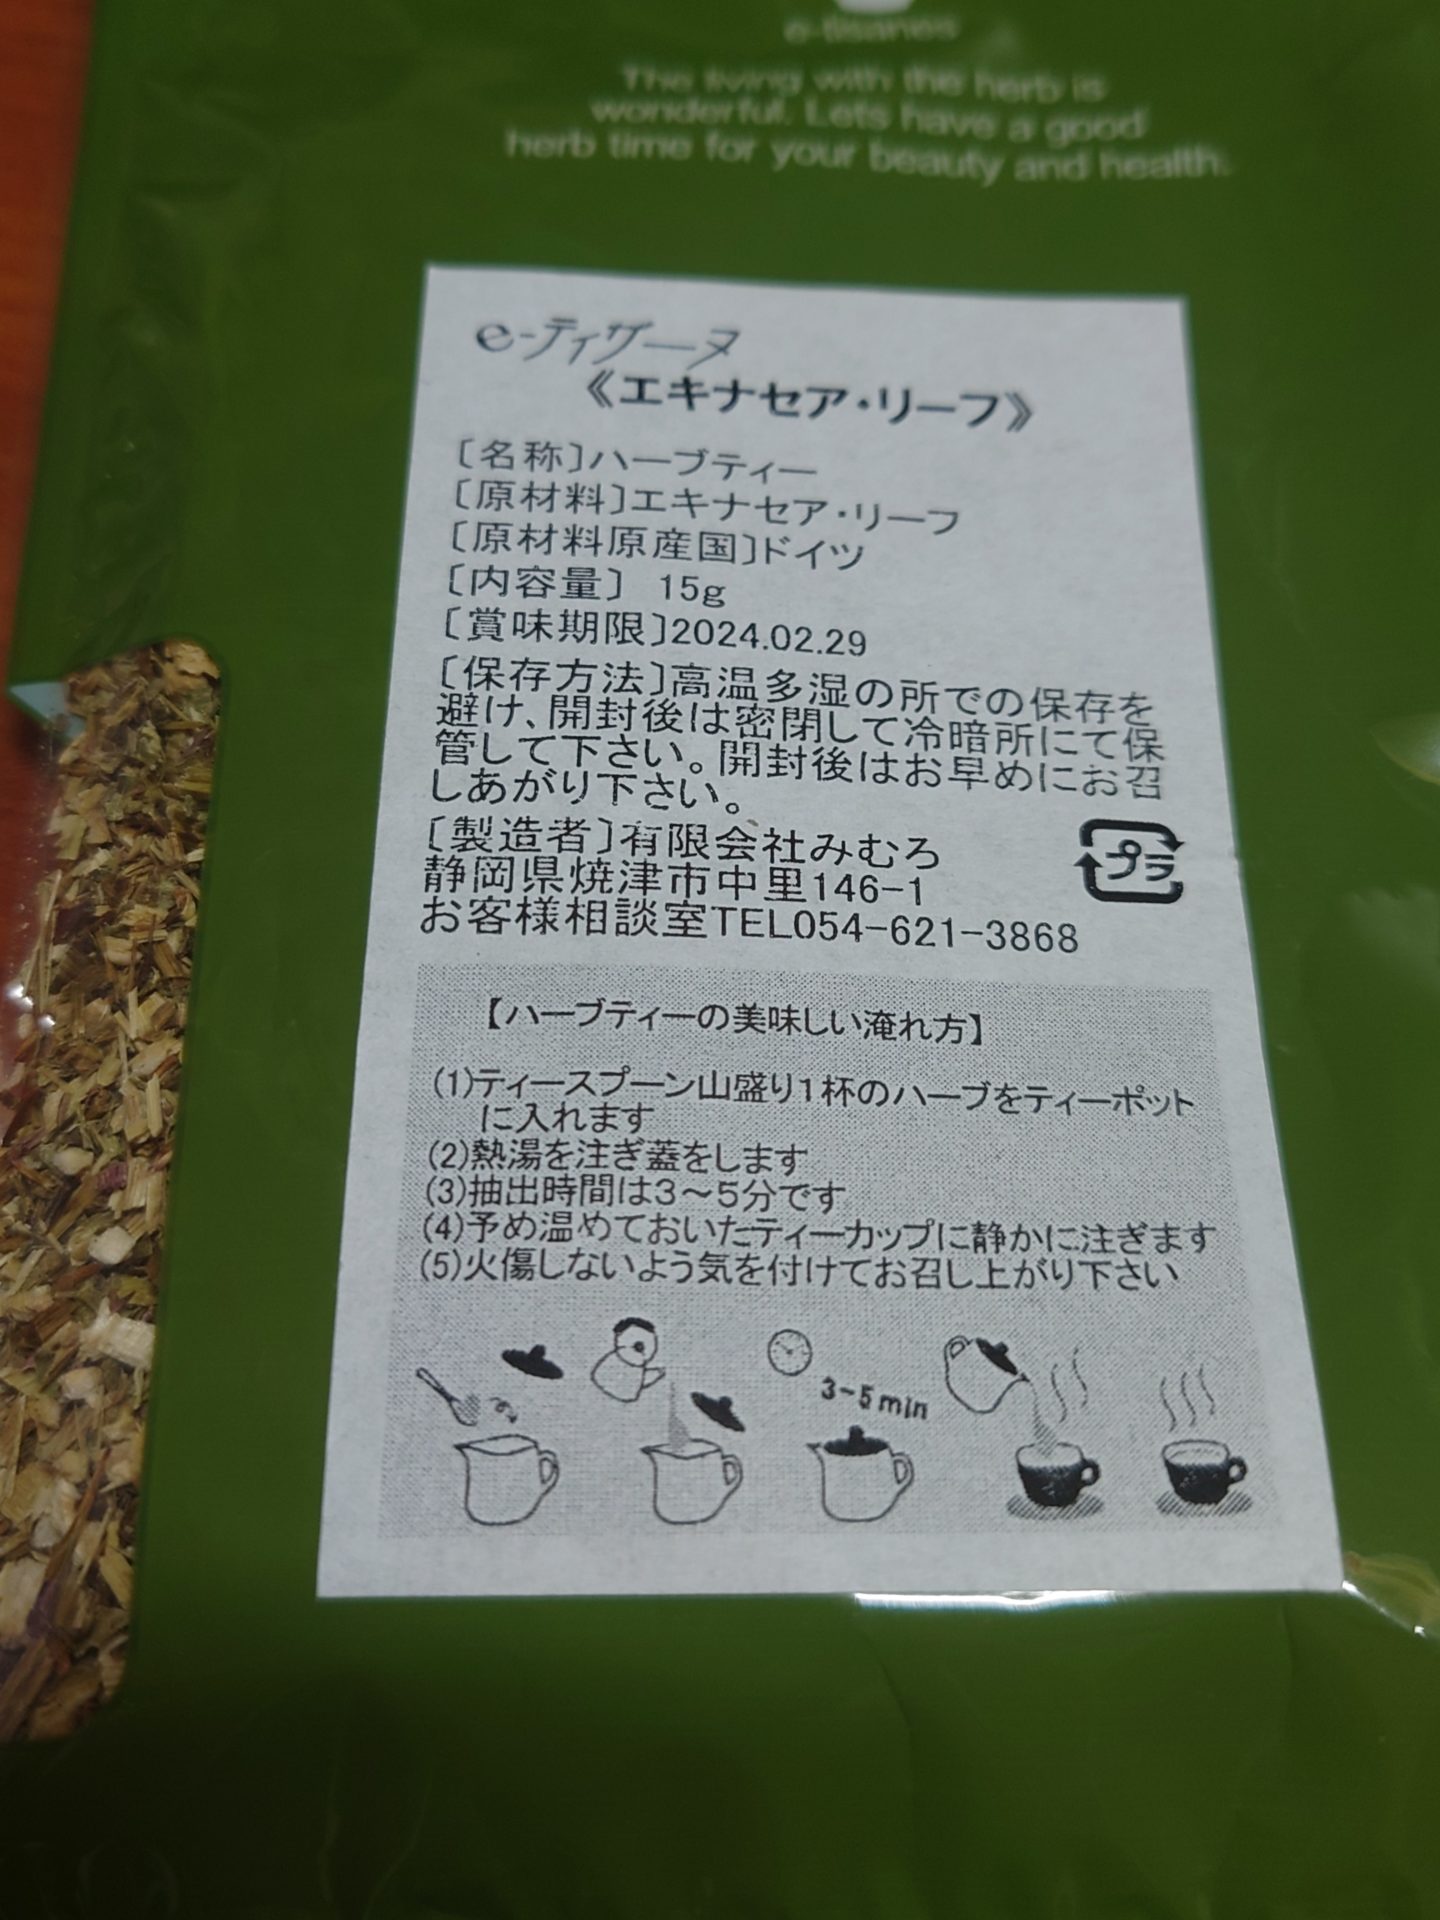 e-tisanes
The living with the herb is
wonderful. Lets have a good
herb time for your beauty and health.
e-ティザーヌ
《エキナセア・リーフ》
〔名称〕ハーブティー
〔原材料〕エキナセア・リーフ
〔原材料原産国〕ドイツ
〔内容量〕 15g
〔賞味期限〕2024.02.29
〔保存方法〕高温多湿の所での保存を
避け、開封後は密閉して冷暗所にて保
管して下さい。開封後はお早めにお召
しあがり下さい。
〔製造者〕有限会社みむろ
静岡県焼津市中里146-1
お客様相談室TEL054-621-3868
プラ
【ハーブティーの美味しい淹れ方】
(1)ティースプーン山盛り1杯のハーブをティーポット
に入れます
(2)熱湯を注ぎ蓋をします
(3)抽出時間は3～5分です
(4)予め温めておいたティーカップに静かに注ぎます
(5)火傷しないよう気を付けてお召し上がり下さい
3~5min